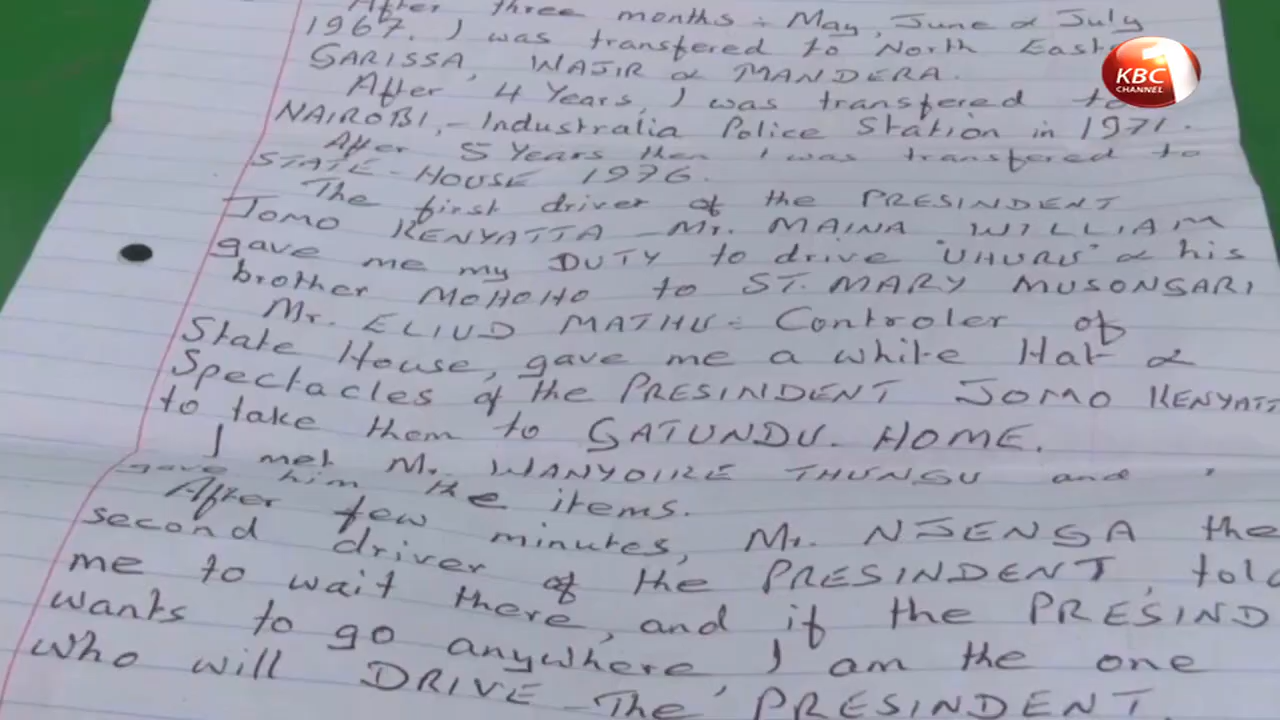 After three months :- May, June & July
1967. I was transfered to North East
GARISSA, WAJIR & MANDERA.
After 4 Years, I was transfered to
NAIROBI,- Industralia Police Station in 1971.
After 5 Years then I was transfered to
STATE-HOUSE 1976.
The first driver of the PRESINDENT
JOMO KENYATTA - Mr. MAINA WILLIAM
gave me my DUTY to drive "UHURU" & his
brother MOHOHO to ST. MARY MUSONGARI
Mr. ELIUD MATHU = Controler of
State House, gave me a white Hat &
Spectacles of the PRESINDENT JOMO KENYATT
to take them to GATUNDU. HOME.
I met Mr. WANYOIKE THUNGU and
gave him the items.
After few minutes, Mr. NJENGA the
second driver of the PRESINDENT, told
me to wait there, and if the PRESIND
wants to go anywhere, I am the one
who will DRIVE - The PRESINDENT.
KBC
CHANNEL 1